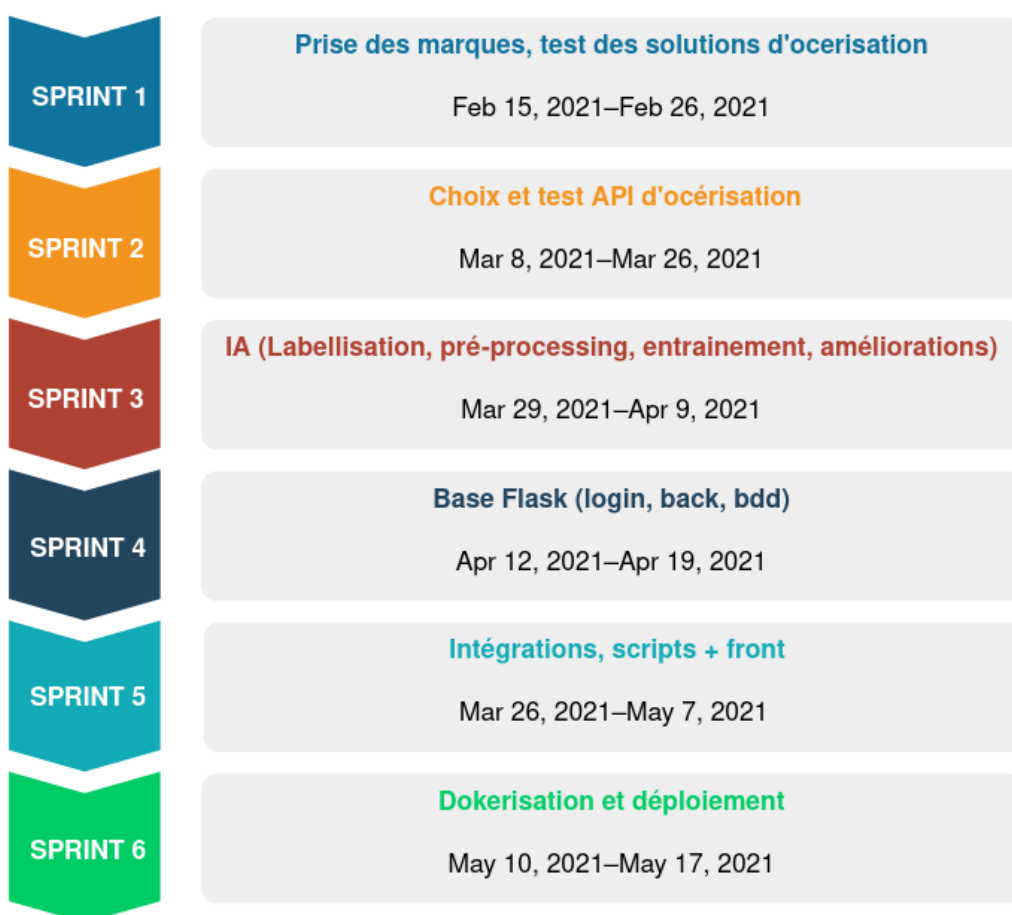 SPRINT 1
Prise des marques, test des solutions d'ocerisation
Feb 15, 2021–Feb 26, 2021
SPRINT 2
Choix et test API d'océrisation
Mar 8, 2021–Mar 26, 2021
SPRINT 3
IA (Labellisation, pré-processing, entrainement, améliorations)
Mar 29, 2021–Apr 9, 2021
SPRINT 4
Base Flask (login, back, bdd)
Apr 12, 2021–Apr 19, 2021
SPRINT 5
Intégrations, scripts + front
Mar 26, 2021–May 7, 2021
SPRINT 6
Dokerisation et déploiement
May 10, 2021–May 17, 2021